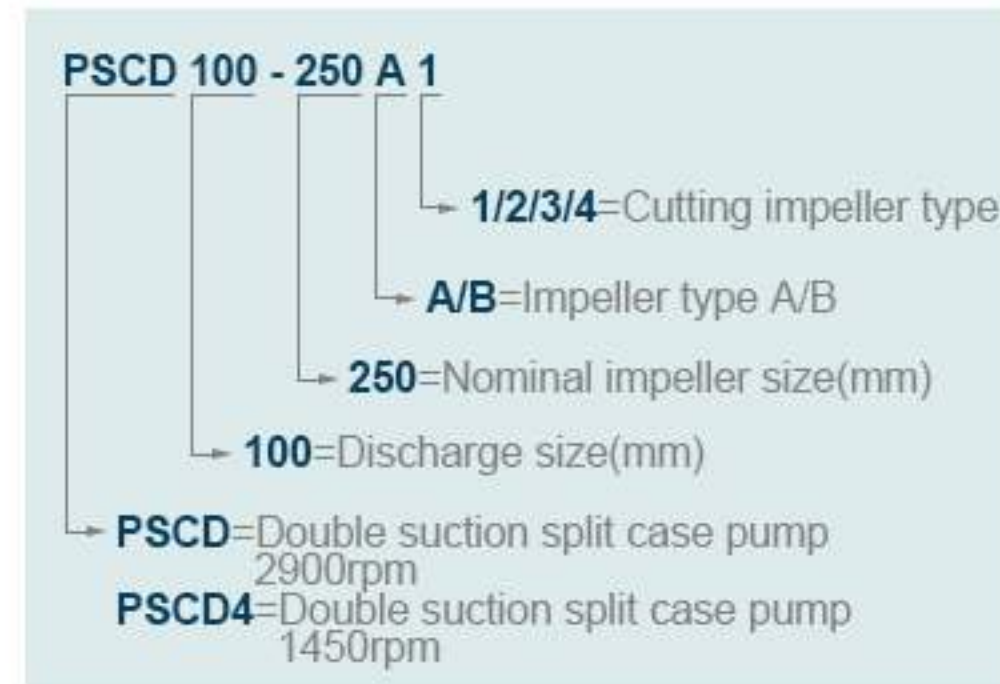 PSCD 100 - 250 A 1
1/2/3/4=Cutting impeller type
A/B=Impeller type A/B
250=Nominal impeller size(mm)
100=Discharge size(mm)
PSCD=Double suction split case pump
2900rpm
PSCD4=Double suction split case pump
1450rpm